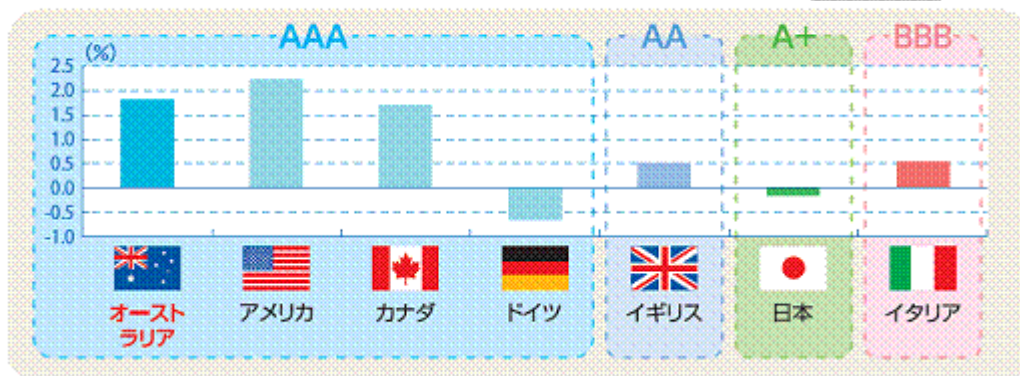 AAA
AA
A+
BBB
(%)
2.5
2.0
1.5
1.0
0.5
0.0
-0.5
-1.0
オースト
ラリア
アメリカ
カナダ
ドイツ
イギリス
日本
イタリア